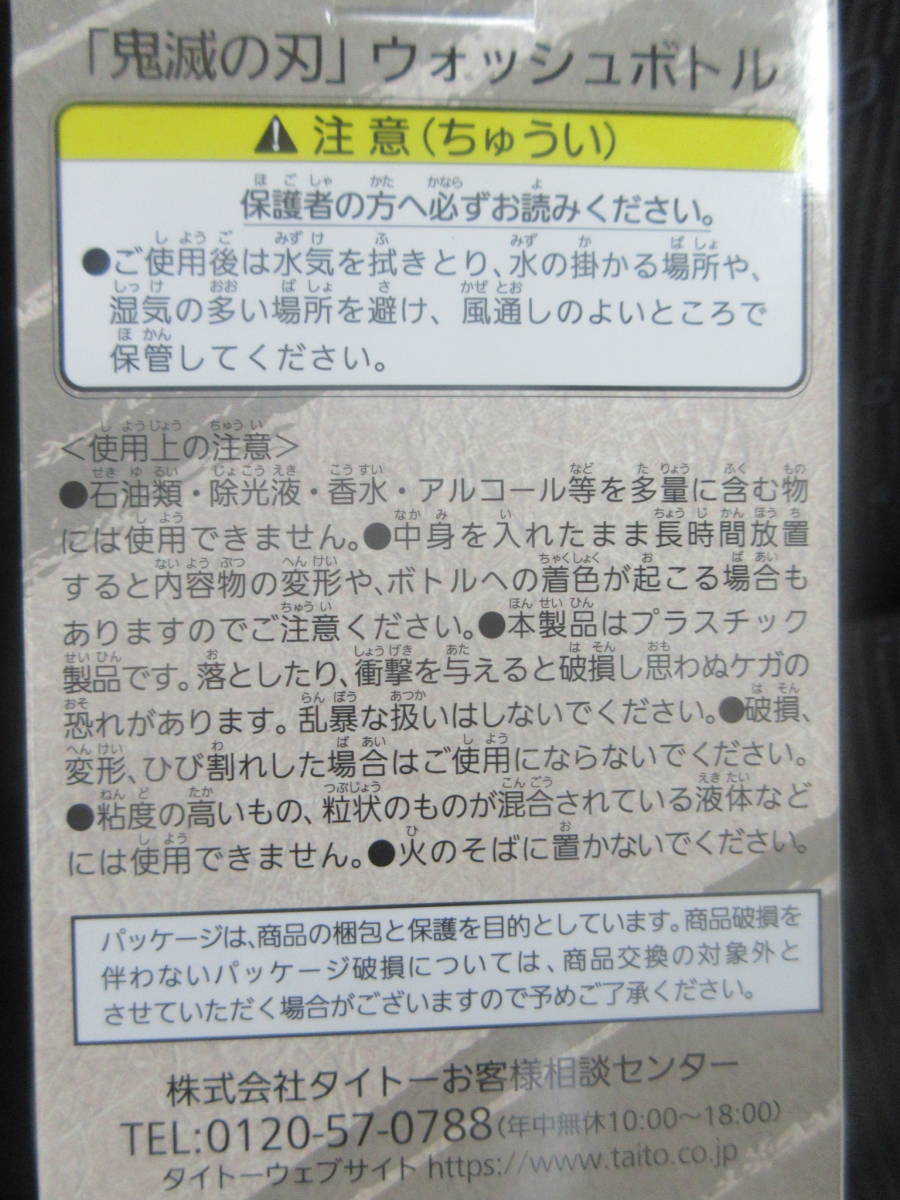 「鬼滅の刃」ウォッシュボトル
⚠注意(ちゅうい)
保護者の方へ必ずお読みください。
●ご使用後は水気を拭きとり、水の掛かる場所や、
湿気の多い場所を避け、風通しのよいところで
保管してください。
＜使用上の注意＞
●石油類・除光液・香水・アルコール等を多量に含む物
には使用できません。●中身を入れたまま長時間放置
すると内容物の変形や、ボトルへの着色が起こる場合も
ありますのでご注意ください。●本製品はプラスチック
製品です。落としたり、衝撃を与えると破損し思わぬケガの
恐れがあります。乱暴な扱いはしないでください。●破損、
変形、ひび割れした場合はご使用にならないでください。
●粘度の高いもの、粒状のものが混合されている液体など
には使用できません。●火のそばに置かないでください。
パッケージは、商品の梱包と保護を目的としています。商品破損を
伴わないパッケージ破損については、商品交換の対象外と
させていただく場合がございますので予めご了承ください。
株式会社タイトーお客様相談センター
TEL:0120-57-0788(年中無休10:00〜18:00)
タイトーウェブサイト https://www.taito.co.jp